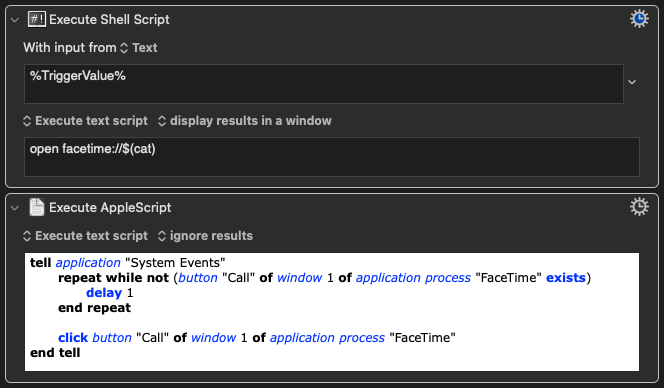 #! Execute Shell Script
With input from Text
%TriggerValue%
Execute text script display results in a window
open facetime://$(cat)
Execute AppleScript
Execute text script ignore results
tell application "System Events"
repeat while not (button "Call" of window 1 of application process "FaceTime" exists)
delay 1
end repeat
click button "Call" of window 1 of application process "FaceTime"
end tell